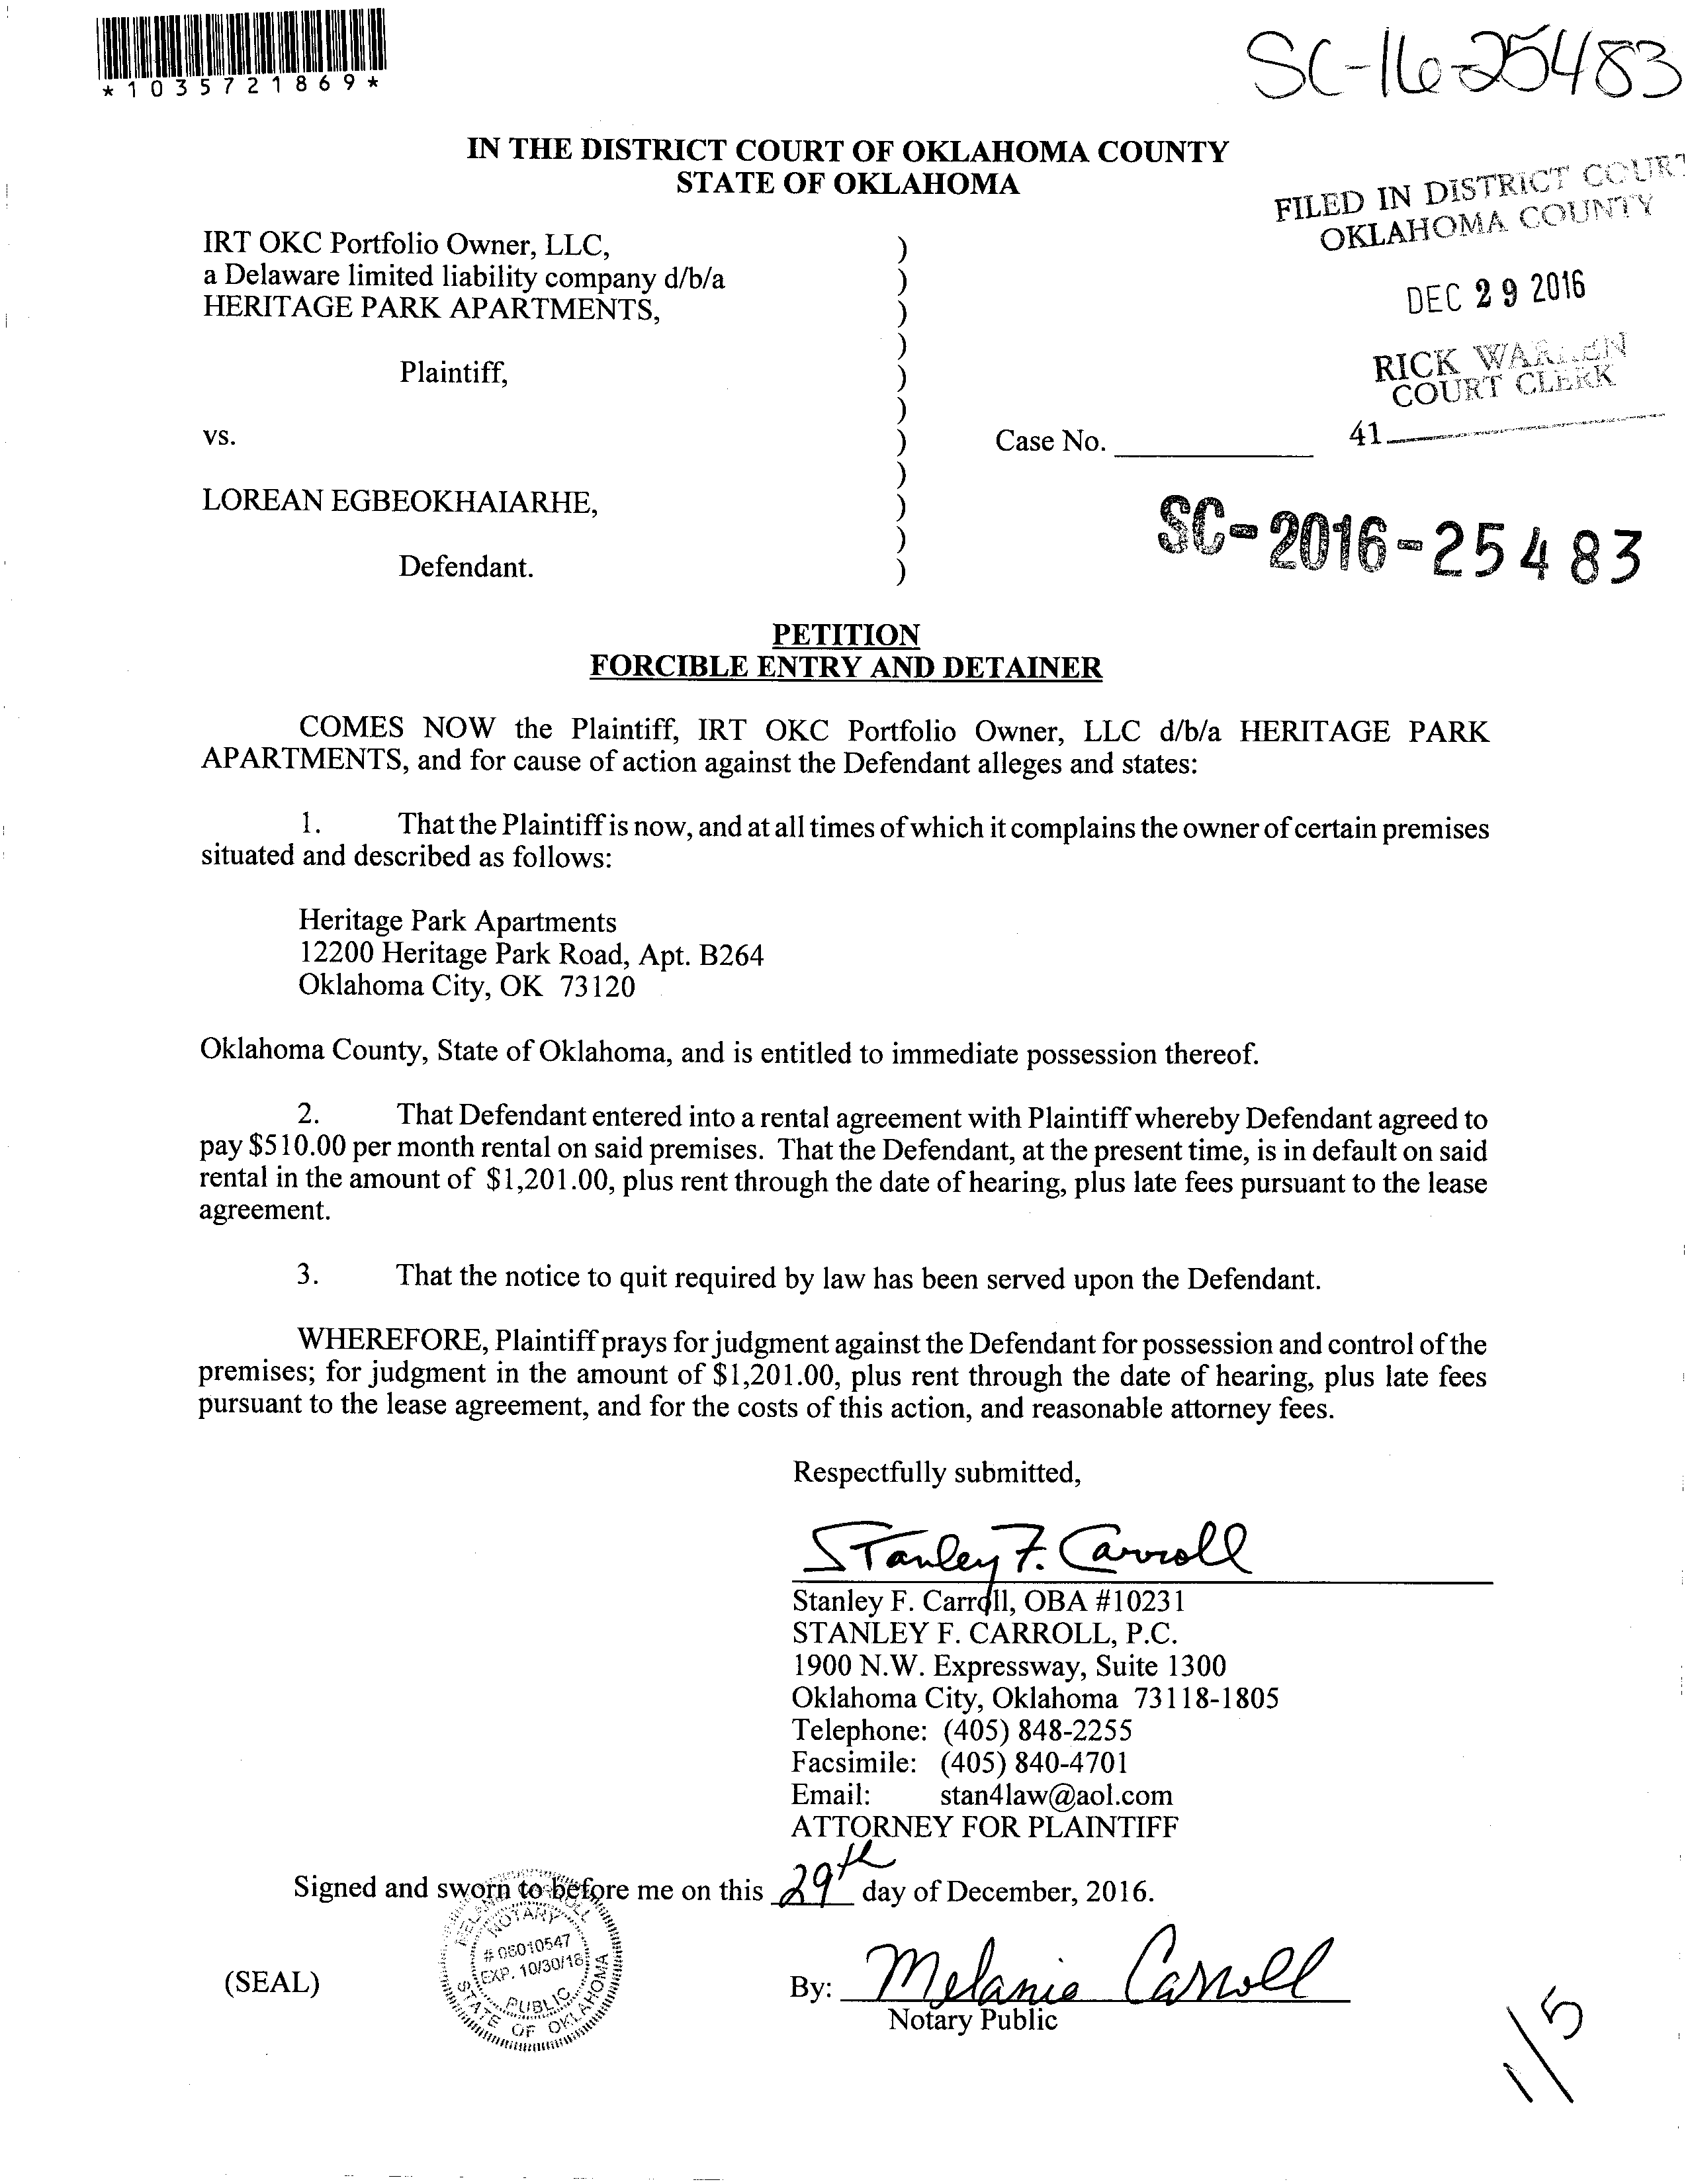 *1035721869*
SC-16-25483
IN THE DISTRICT COURT OF OKLAHOMA COUNTY
STATE OF OKLAHOMA
FILED IN DISTRICT COURT
OKLAHOMA COUNTY
DEC 29 2016
RICK WARREN
COURT CLERK
41
IRT OKC Portfolio Owner, LLC, )
a Delaware limited liability company d/b/a )
HERITAGE PARK APARTMENTS, )
)
Plaintiff, )
)
vs. ) Case No.
)
LOREAN EGBEOKHAIARHE, )
)
Defendant. )
SC-2016-25483
PETITION
FORCIBLE ENTRY AND DETAINER
COMES NOW the Plaintiff, IRT OKC Portfolio Owner, LLC d/b/a HERITAGE PARK
APARTMENTS, and for cause of action against the Defendant alleges and states:
1. That the Plaintiff is now, and at all times of which it complains the owner of certain premises
situated and described as follows:
Heritage Park Apartments
12200 Heritage Park Road, Apt. B264
Oklahoma City, OK 73120
Oklahoma County, State of Oklahoma, and is entitled to immediate possession thereof.
2. That Defendant entered into a rental agreement with Plaintiff whereby Defendant agreed to
pay $510.00 per month rental on said premises. That the Defendant, at the present time, is in default on said
rental in the amount of $1,201.00, plus rent through the date of hearing, plus late fees pursuant to the lease
agreement.
3. That the notice to quit required by law has been served upon the Defendant.
WHEREFORE, Plaintiff prays for judgment against the Defendant for possession and control of the
premises; for judgment in the amount of $1,201.00, plus rent through the date of hearing, plus late fees
pursuant to the lease agreement, and for the costs of this action, and reasonable attorney fees.
Respectfully submitted,
Stanley F. Carroll
Stanley F. Carroll, OBA #10231
STANLEY F. CARROLL, P.C.
1900 N.W. Expressway, Suite 1300
Oklahoma City, Oklahoma 73118-1805
Telephone: (405) 848-2255
Facsimile: (405) 840-4701
Email: stan4law@aol.com
ATTORNEY FOR PLAINTIFF
Signed and sworn to before me on this 29th day of December, 2016.
NOTARY
# 06010547
EXP. 10/30/18
PUBLIC
STATE OF OKLAHOMA
(SEAL)
By: Melanie Carroll
Notary Public
1/5